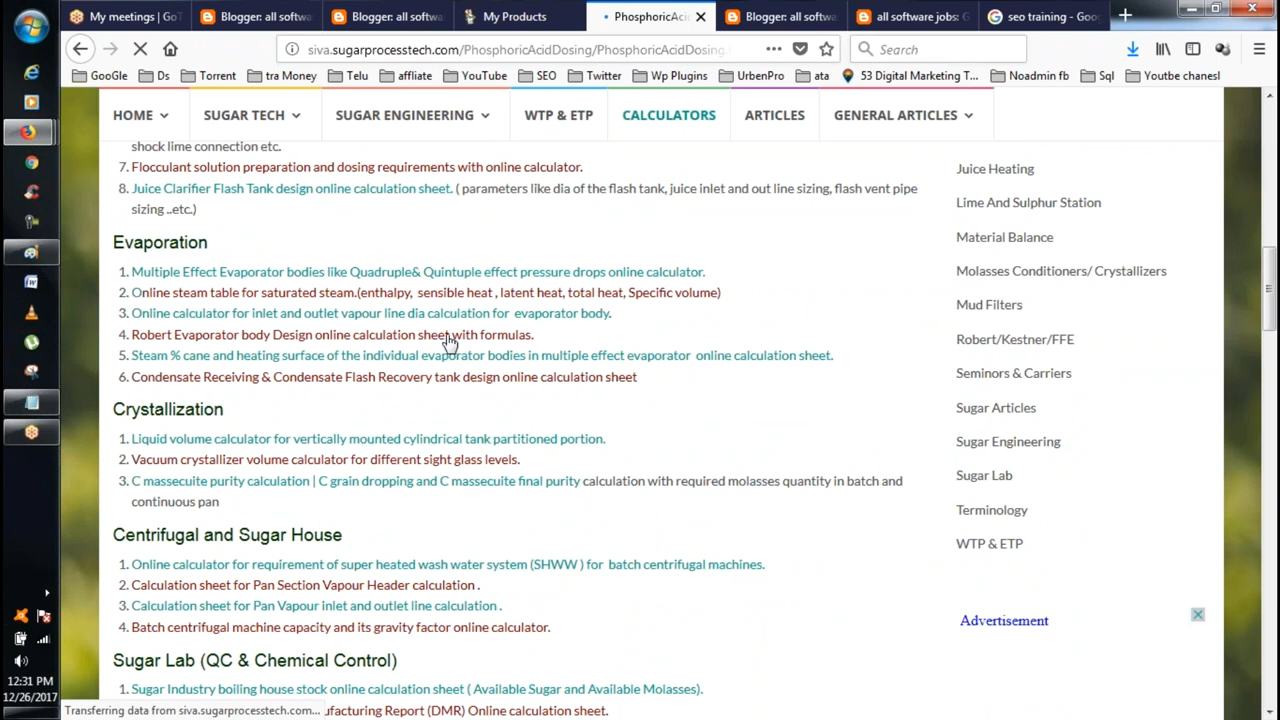 My meetings | GoT
Blogger: all softwa
Blogger: all softwa
My Products
PhosphoricAci
Blogger: all softwa
all software jobs: G
seo training - Goo
siva.sugarprocesstech.com/PhosphoricAcidDosing/PhosphoricAcidDosing.
Search
GooGle
Ds
Torrent
tra Money
Telu
affliate
YouTube
SEO
Twitter
Wp Plugins
UrbenPro
ata
53 Digital Marketing T...
Noadmin fb
Sql
Youtbe chanesl
HOME
SUGAR TECH
SUGAR ENGINEERING
WTP & ETP
CALCULATORS
ARTICLES
GENERAL ARTICLES
shock lime connection etc.
7. Flocculant solution preparation and dosing requirements with online calculator.
8. Juice Clarifier Flash Tank design online calculation sheet. ( parameters like dia of the flash tank, juice inlet and out line sizing, flash vent pipe
sizing ..etc.)
Evaporation
1. Multiple Effect Evaporator bodies like Quadruple& Quintuple effect pressure drops online calculator.
2. Online steam table for saturated steam.(enthalpy, sensible heat , latent heat, total heat, Specific volume)
3. Online calculator for inlet and outlet vapour line dia calculation for evaporator body.
4. Robert Evaporator body Design online calculation sheet with formulas.
5. Steam % cane and heating surface of the individual evaporator bodies in multiple effect evaporator online calculation sheet.
6. Condensate Receiving & Condensate Flash Recovery tank design online calculation sheet
Crystallization
1. Liquid volume calculator for vertically mounted cylindrical tank partitioned portion.
2. Vacuum crystallizer volume calculator for different sight glass levels.
3. C massecuite purity calculation | C grain dropping and C massecuite final purity calculation with required molasses quantity in batch and
continuous pan
Centrifugal and Sugar House
1. Online calculator for requirement of super heated wash water system (SHWW ) for batch centrifugal machines.
2. Calculation sheet for Pan Section Vapour Header calculation .
3. Calculation sheet for Pan Vapour inlet and outlet line calculation .
4. Batch centrifugal machine capacity and its gravity factor online calculator.
Sugar Lab (QC & Chemical Control)
1. Sugar Industry boiling house stock online calculation sheet ( Available Sugar and Available Molasses).
ufacturing Report (DMR) Online calculation sheet.
Juice Heating
Lime And Sulphur Station
Material Balance
Molasses Conditioners/ Crystallizers
Mud Filters
Robert/Kestner/FFE
Seminors & Carriers
Sugar Articles
Sugar Engineering
Sugar Lab
Terminology
WTP & ETP
Advertisement
Transferring data from siva.sugarprocesstech.com...
12:31 PM
12/26/2017